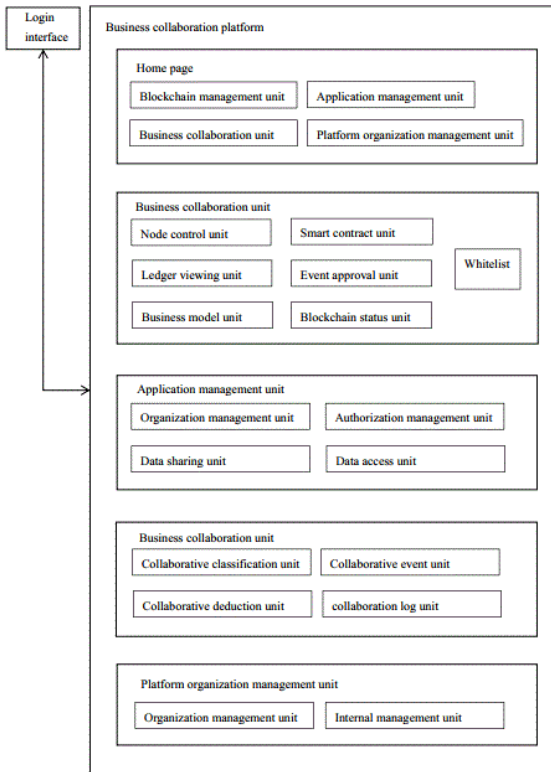 Login
interface
Business collaboration platform
Home page
Blockchain management unit
Application management unit
Business collaboration unit
Platform organization management unit
Business collaboration unit
Node control unit
Smart contract unit
Whitelist
Ledger viewing unit
Event approval unit
Business model unit
Blockchain status unit
Application management unit
Organization management unit
Authorization management unit
Data sharing unit
Data access unit
Business collaboration unit
Collaborative classification unit
Collaborative event unit
Collaborative deduction unit
collaboration log unit
Platform organization management unit
Organization management unit
Internal management unit